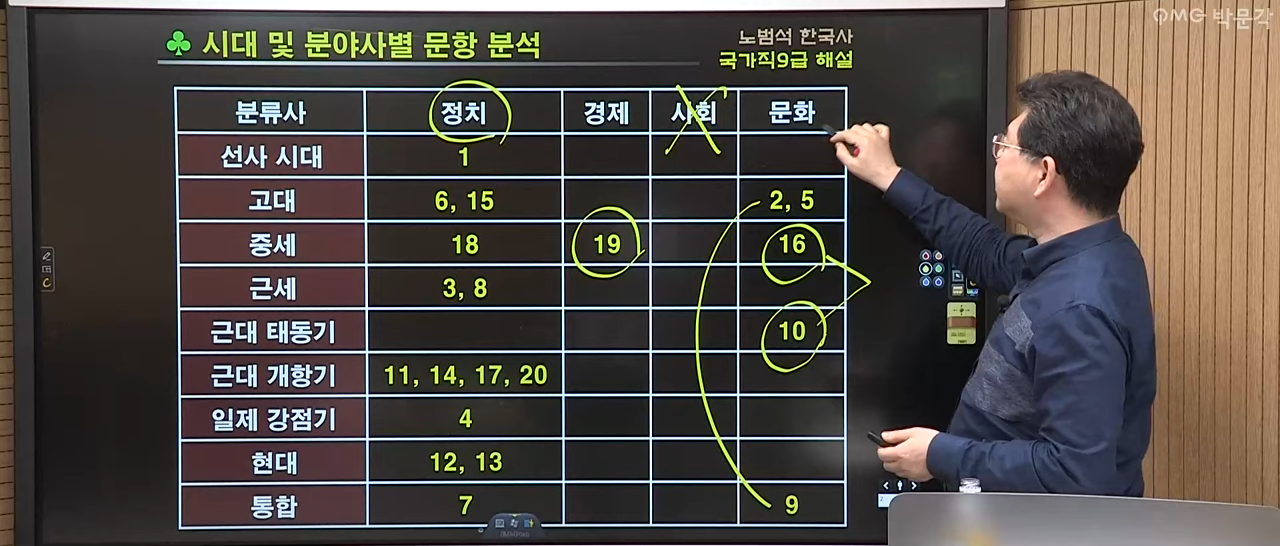 OMG 박문각
시대 및 분야사별 문항 분석
노범석 한국사
국가직9급 해설
분류사 정치 경제 사회 문화
선사 시대 1
고대 6, 15 2, 5
중세 18 19 16
근세 3, 8
근대 태동기 10
근대 개항기 11, 14, 17, 20
일제 강점기 4
현대 12, 13
통합 7 9